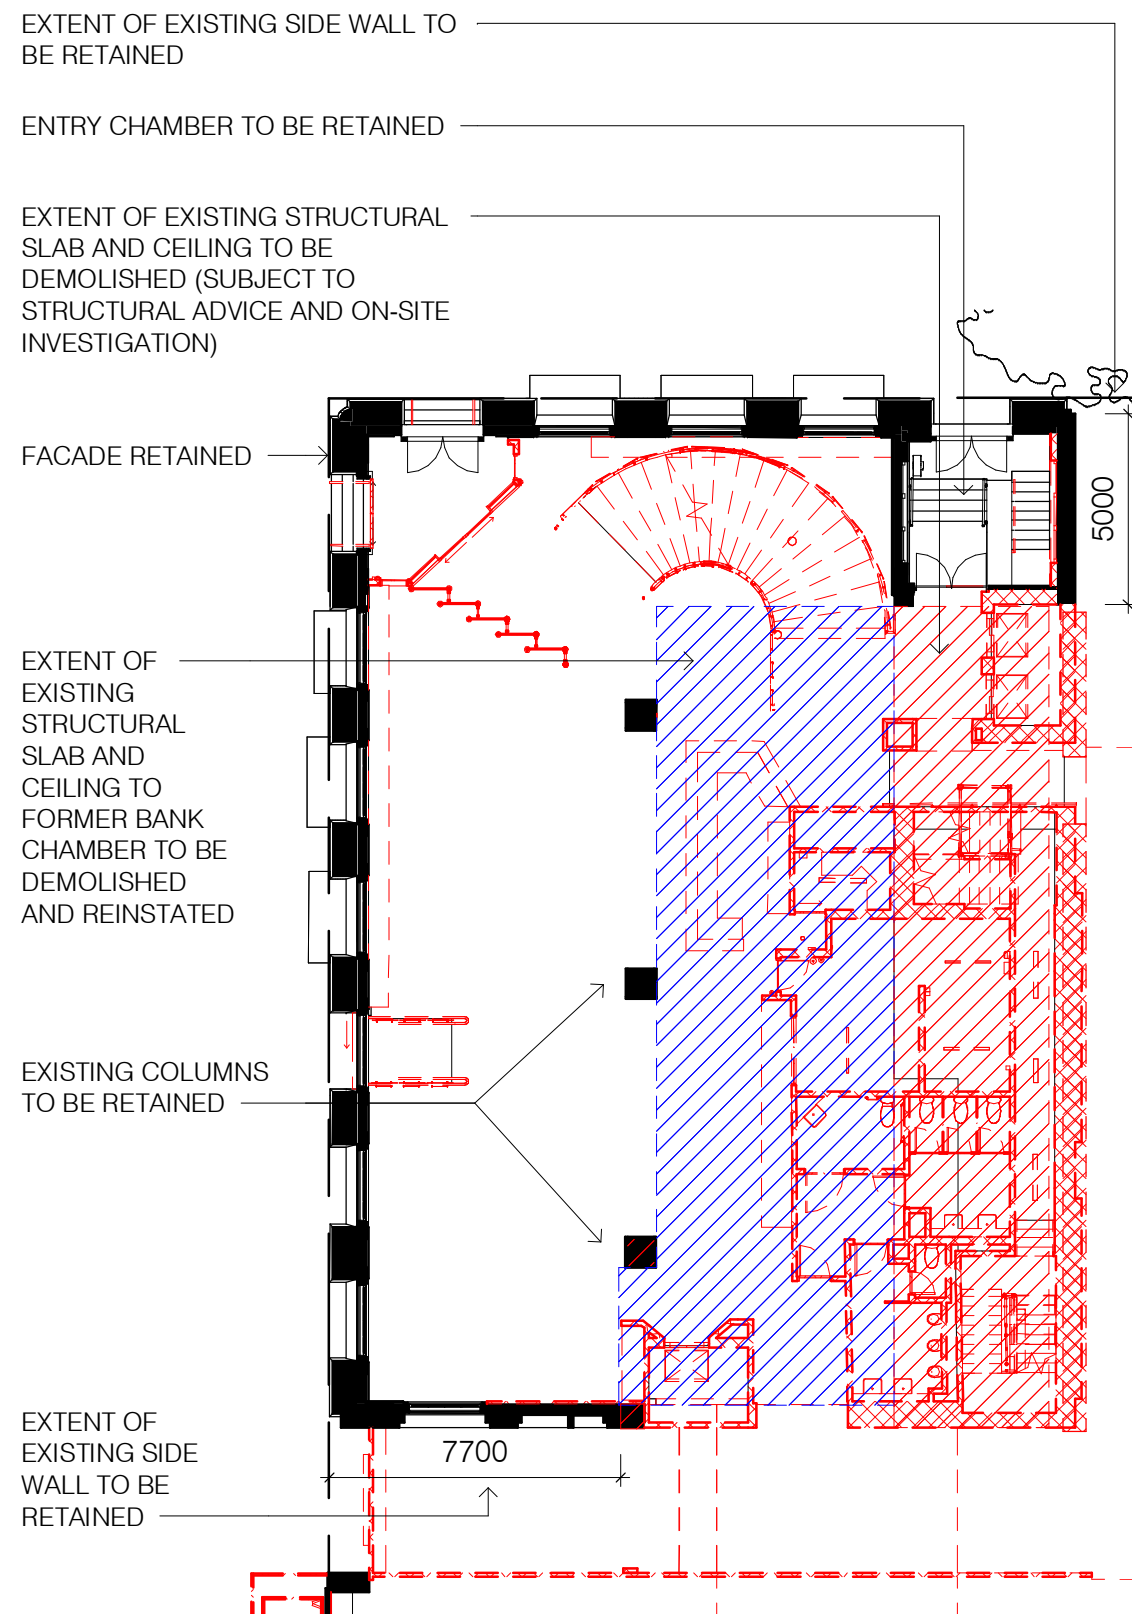 EXTENT OF EXISTING SIDE WALL TO
BE RETAINED
ENTRY CHAMBER TO BE RETAINED
EXTENT OF EXISTING STRUCTURAL
SLAB AND CEILING TO BE
DEMOLISHED (SUBJECT TO
STRUCTURAL ADVICE AND ON-SITE
INVESTIGATION)
FACADE RETAINED
5000
EXTENT OF
EXISTING
STRUCTURAL
SLAB AND
CEILING TO
FORMER BANK
CHAMBER TO BE
DEMOLISHED
AND REINSTATED
EXISTING COLUMNS
TO BE RETAINED
EXTENT OF
EXISTING SIDE
WALL TO BE
RETAINED
7700